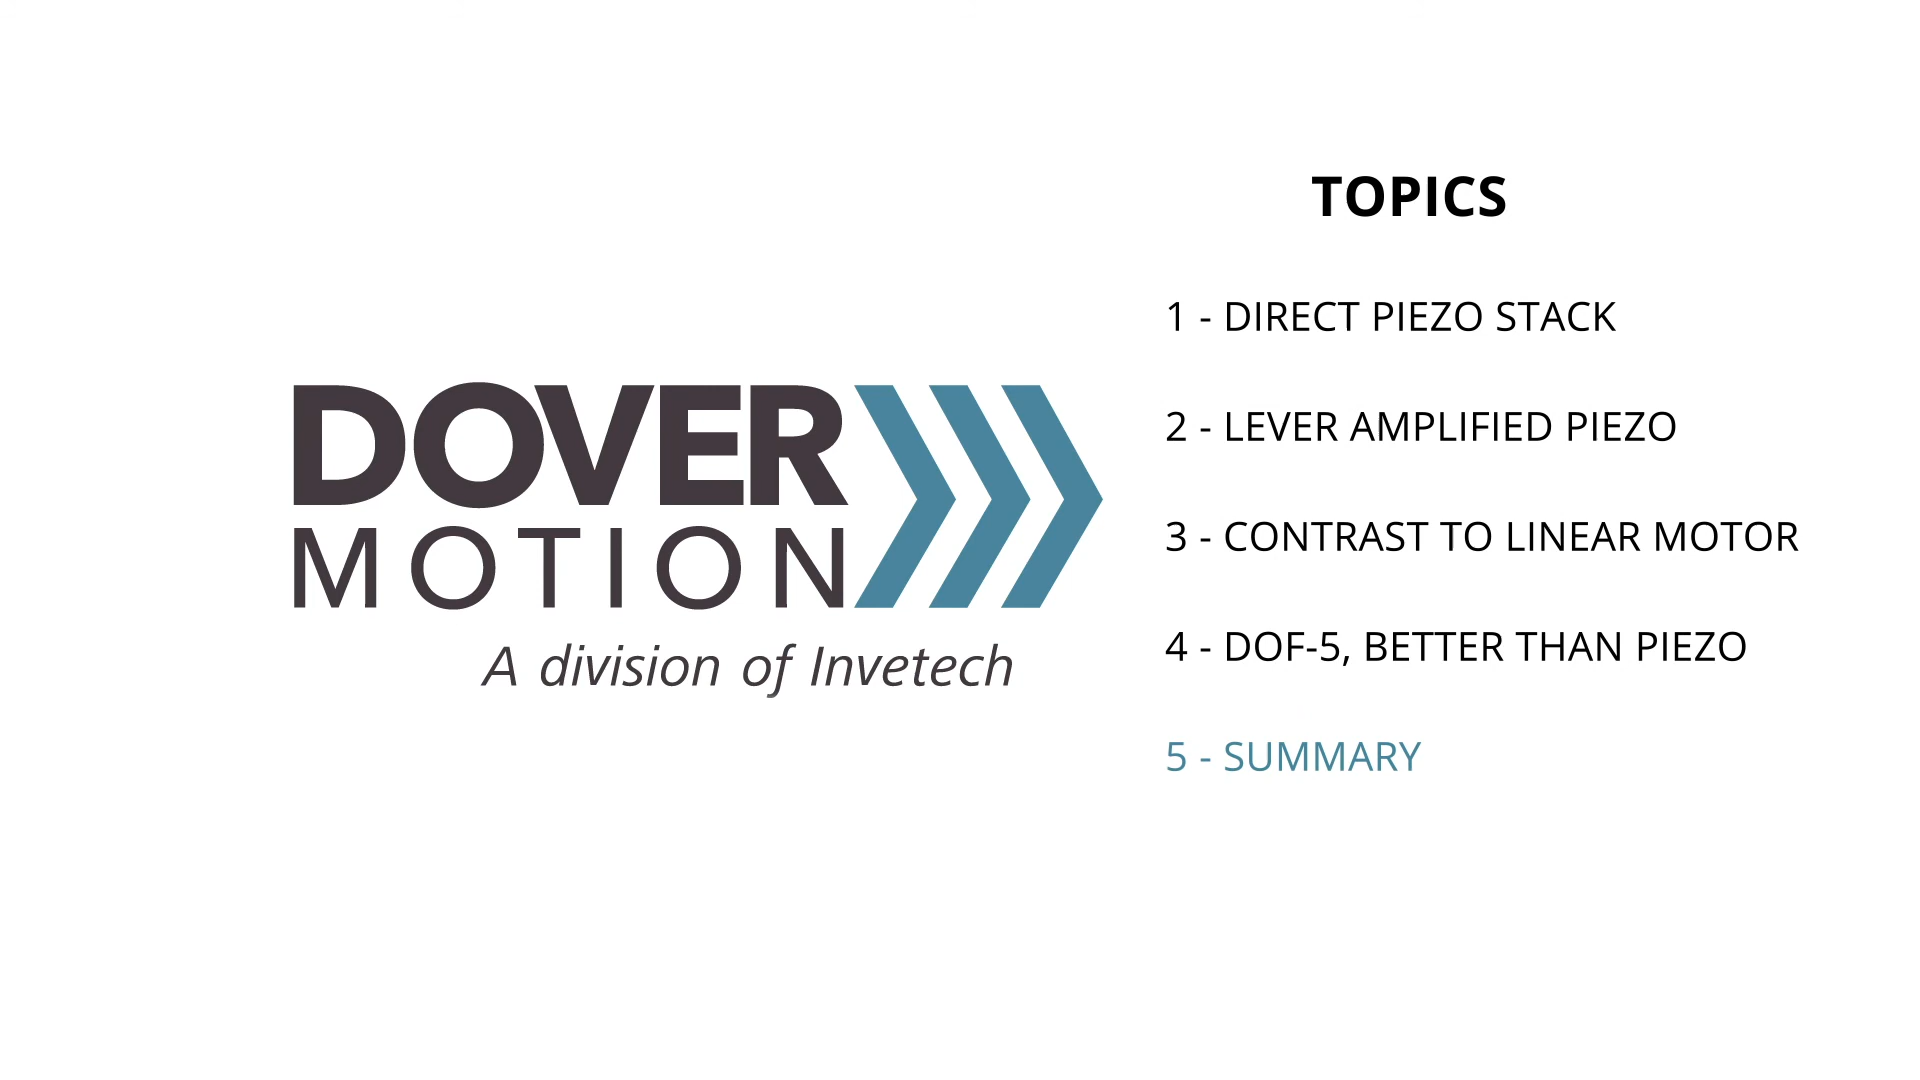 DOVER
MOTION
A division of Invetech
TOPICS
1 - DIRECT PIEZO STACK
2 - LEVER AMPLIFIED PIEZO
3 - CONTRAST TO LINEAR MOTOR
4 - DOF-5, BETTER THAN PIEZO
5 - SUMMARY